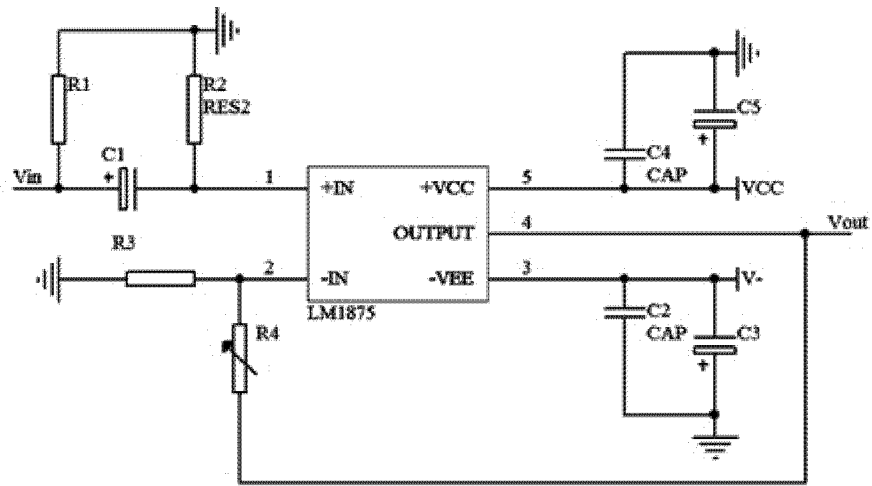 R1
R2
RES2
C1
+
Vin
1
+IN
+VCC
5
C4
CAP
C5
+
VCC
OUTPUT
4
Vout
R3
2
-IN
-VEE
3
V-
LM1875
R4
C2
CAP
C3
+